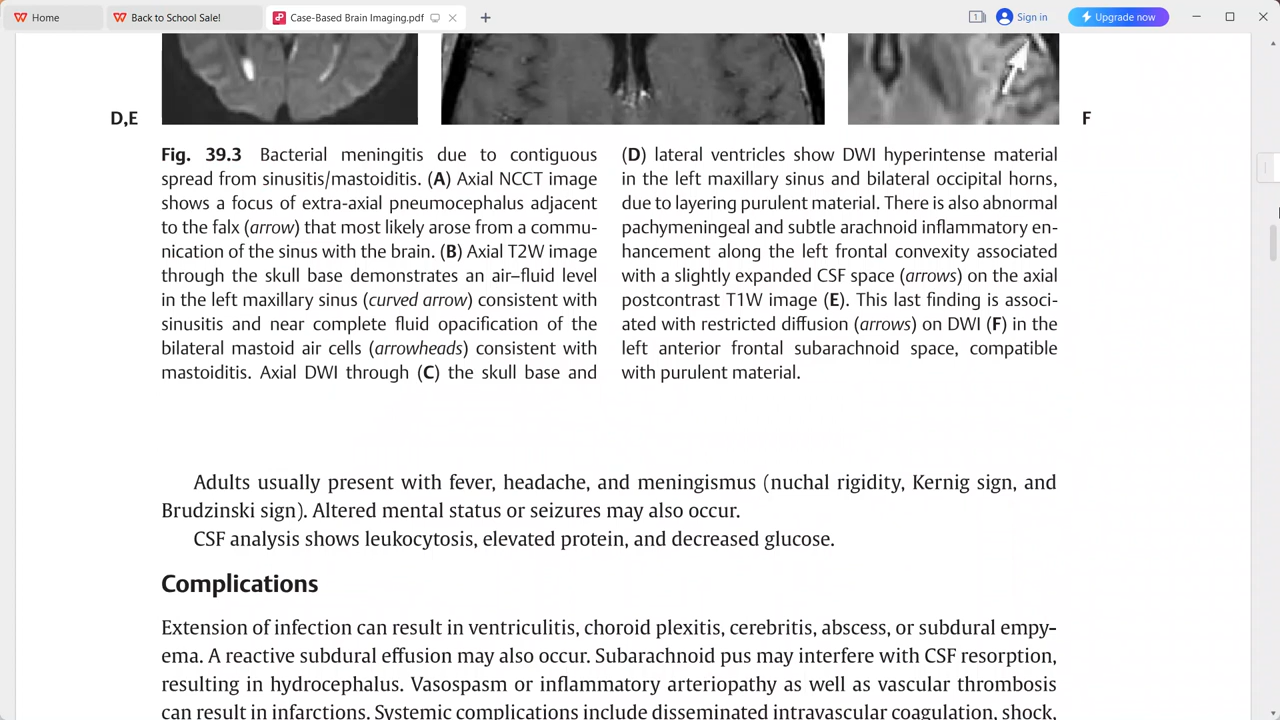 Home
Back to School Sale!
Case-Based Brain Imaging.pdf
1
Sign in
Upgrade now
D,E
F
Fig. 39.3 Bacterial meningitis due to contiguous
spread from sinusitis/mastoiditis. (A) Axial NCCT image
shows a focus of extra-axial pneumocephalus adjacent
to the falx (arrow) that most likely arose from a commu-
nication of the sinus with the brain. (B) Axial T2W image
through the skull base demonstrates an air–fluid level
in the left maxillary sinus (curved arrow) consistent with
sinusitis and near complete fluid opacification of the
bilateral mastoid air cells (arrowheads) consistent with
mastoiditis. Axial DWI through (C) the skull base and
(D) lateral ventricles show DWI hyperintense material
in the left maxillary sinus and bilateral occipital horns,
due to layering purulent material. There is also abnormal
pachymeningeal and subtle arachnoid inflammatory en-
hancement along the left frontal convexity associated
with a slightly expanded CSF space (arrows) on the axial
postcontrast T1W image (E). This last finding is associ-
ated with restricted diffusion (arrows) on DWI (F) in the
left anterior frontal subarachnoid space, compatible
with purulent material.
Adults usually present with fever, headache, and meningismus (nuchal rigidity, Kernig sign, and
Brudzinski sign). Altered mental status or seizures may also occur.
CSF analysis shows leukocytosis, elevated protein, and decreased glucose.
Complications
Extension of infection can result in ventriculitis, choroid plexitis, cerebritis, abscess, or subdural empy-
ema. A reactive subdural effusion may also occur. Subarachnoid pus may interfere with CSF resorption,
resulting in hydrocephalus. Vasospasm or inflammatory arteriopathy as well as vascular thrombosis
can result in infarctions. Systemic complications include disseminated intravascular coagulation, shock,